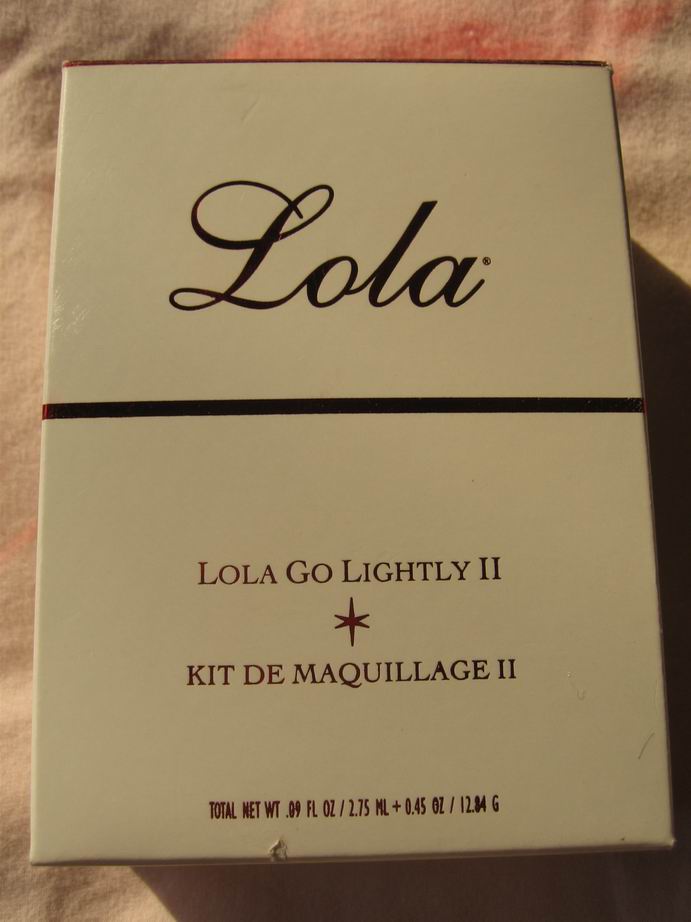 Lola®
LOLA GO LIGHTLY II
KIT DE MAQUILLAGE II
TOTAL NET WT .09 FL OZ / 2.75 ML + 0.45 OZ / 12.84 G